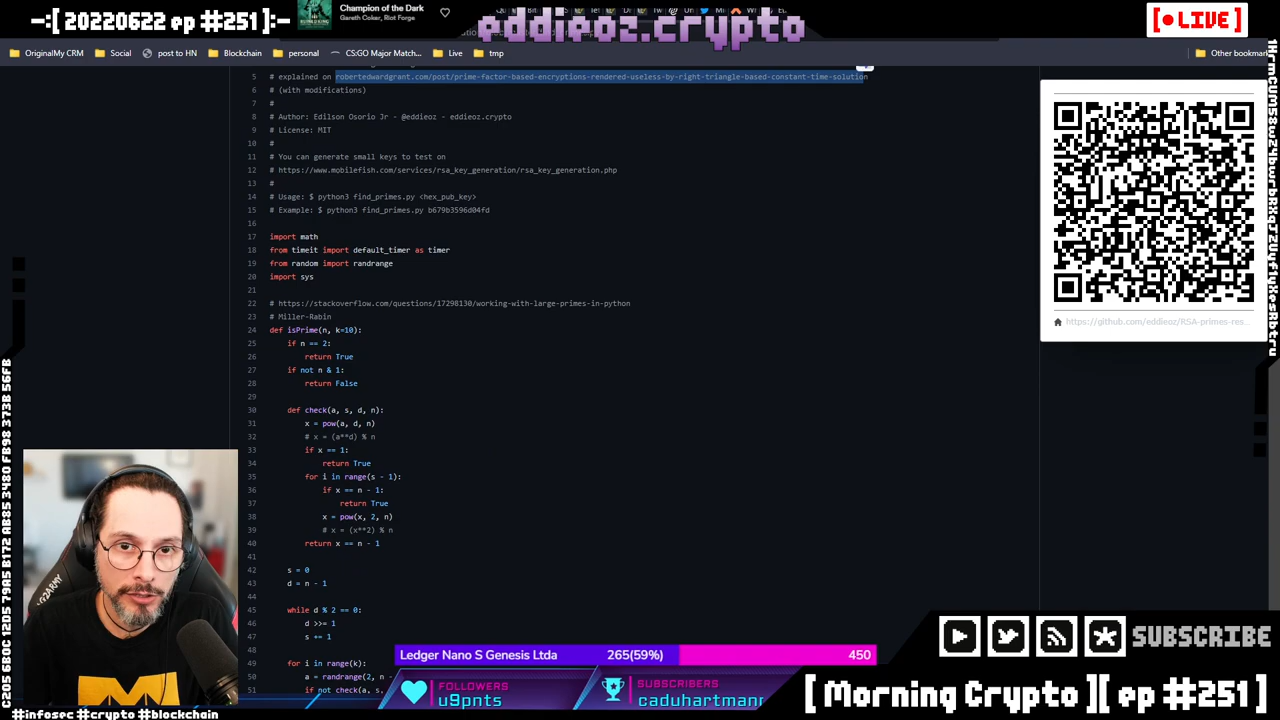 -:[ 20220622 ep #251 ]:-
Champion of the Dark
Gareth Coker, Riot Forge
eddieoz.crypto
[● LIVE]
OriginalMy CRM
Social
post to HN
Blockchain
personal
CS:GO Major Match...
Live
tmp
Other bookmar
5 # explained on robertedwardgrant.com/post/prime-factor-based-encryptions-rendered-useless-by-right-triangle-based-constant-time-solution
6 # (with modifications)
7 #
8 # Author: Edilson Osorio Jr - @eddieoz - eddieoz.crypto
9 # License: MIT
10 #
11 # You can generate small keys to test on
12 # https://www.mobilefish.com/services/rsa_key_generation/rsa_key_generation.php
13 #
14 # Usage: $ python3 find_primes.py <hex_pub_key>
15 # Example: $ python3 find_primes.py b679b3596d04fd
16
17 import math
18 from timeit import default_timer as timer
19 from random import randrange
20 import sys
21
22 # https://stackoverflow.com/questions/17298130/working-with-large-primes-in-python
23 # Miller-Rabin
24 def isPrime(n, k=10):
25 if n == 2:
26 return True
27 if not n & 1:
28 return False
29
30 def check(a, s, d, n):
31 x = pow(a, d, n)
32 # x = (a**d) % n
33 if x == 1:
34 return True
35 for i in range(s - 1):
36 if x == n - 1:
37 return True
38 x = pow(x, 2, n)
39 # x = (x**2) % n
40 return x == n - 1
41
42 s = 0
43 d = n - 1
44
45 while d % 2 == 0:
46 d >>= 1
47 s += 1
48
49 for i in range(k):
50 a = randrange(2, n -
51 if not check(a, s,
https://github.com/eddieoz/RSA-primes-res...
Ledger Nano S Genesis Ltda 265(59%) 450
FOLLOWERS
u9pnts
SUBSCRIBERS
caduhartmann
SUBSCRIBE
[ Morning Crypto ][ ep #251 ]
#infosec #crypto #blockchain